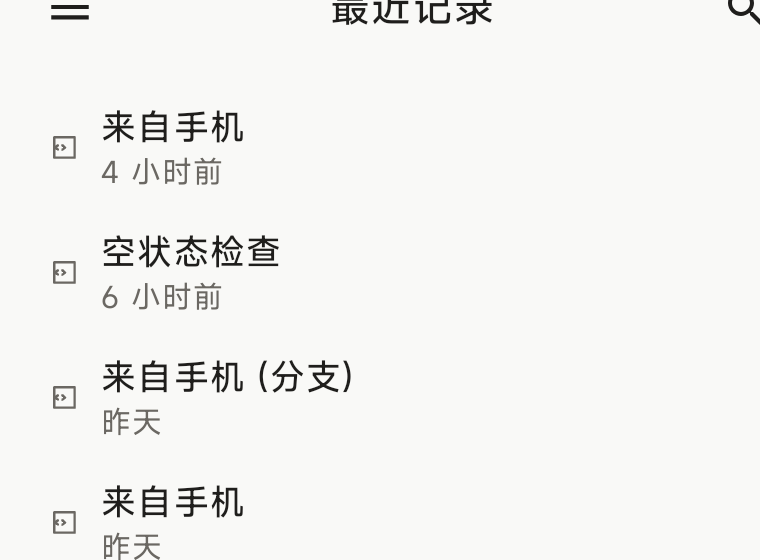 最近记录
来自手机
4 小时前
空状态检查
6 小时前
来自手机 (分支)
昨天
来自手机
昨天